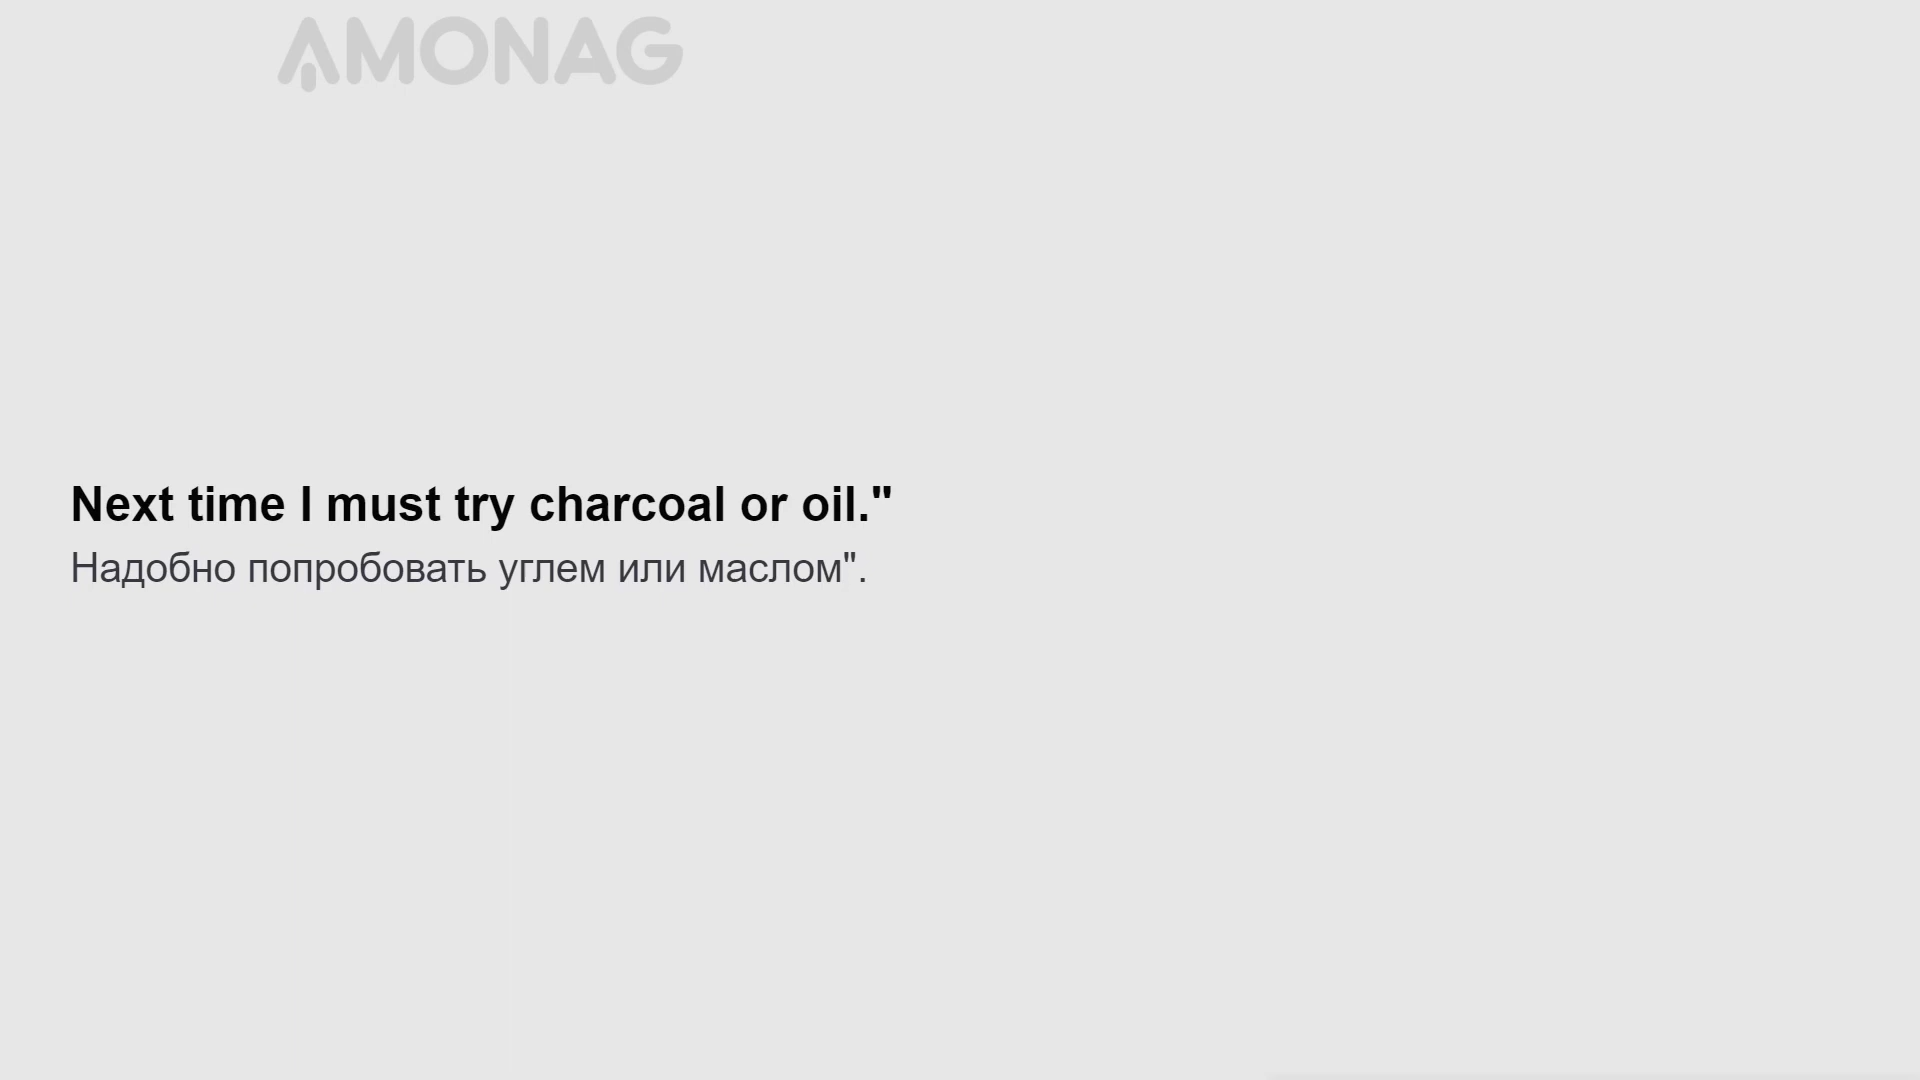 AMONAG
Next time I must try charcoal or oil."
Надобно попробовать углем или маслом".